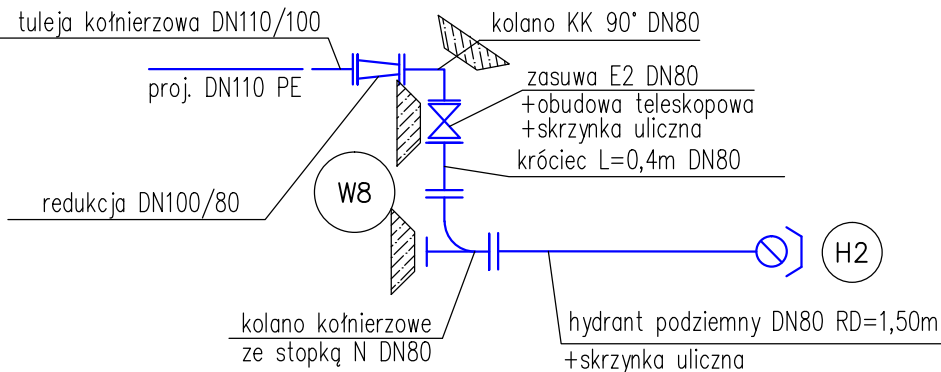 tuleja kołnierzowa DN110/100
kolano KK 90° DN80
proj. DN110 PE
zasuwa E2 DN80
+obudowa teleskopowa
+skrzynka uliczna
króciec L=0,4m DN80
redukcja DN100/80
W8
H2
kolano kołnierzowe
ze stopką N DN80
hydrant podziemny DN80 RD=1,50m
+skrzynka uliczna